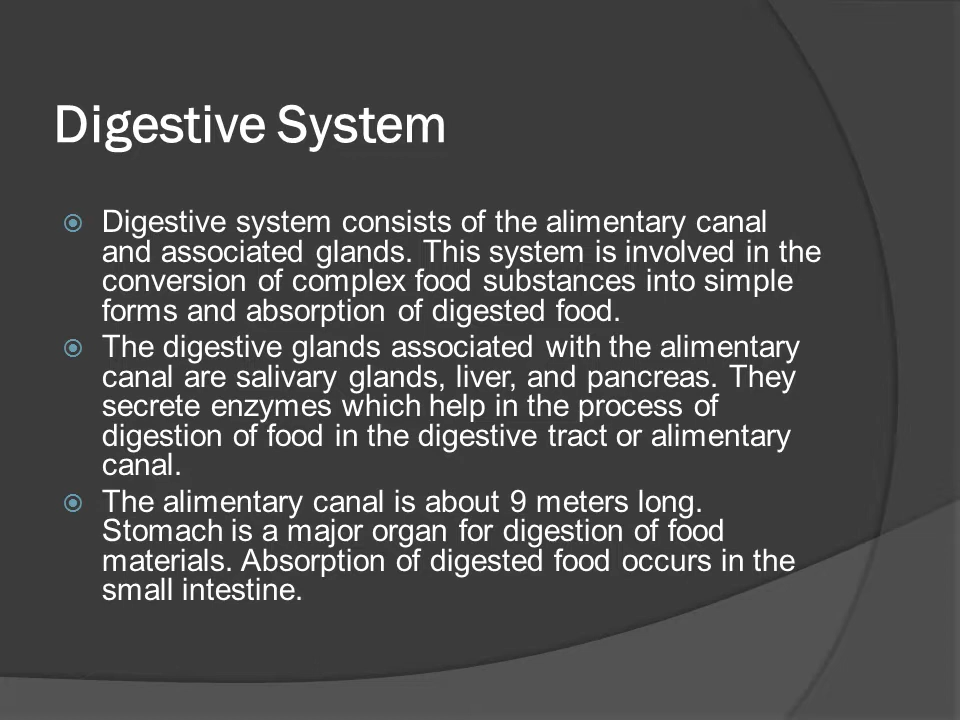 Digestive System
Digestive system consists of the alimentary canal
and associated glands. This system is involved in the
conversion of complex food substances into simple
forms and absorption of digested food.
The digestive glands associated with the alimentary
canal are salivary glands, liver, and pancreas. They
secrete enzymes which help in the process of
digestion of food in the digestive tract or alimentary
canal.
The alimentary canal is about 9 meters long.
Stomach is a major organ for digestion of food
materials. Absorption of digested food occurs in the
small intestine.